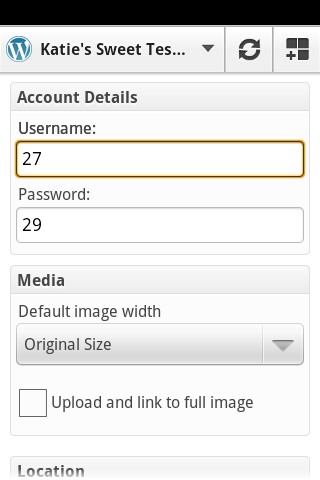 Katie's Sweet Tes...
Account Details
Username:
27
Password:
29
Media
Default image width
Original Size
Upload and link to full image
Location